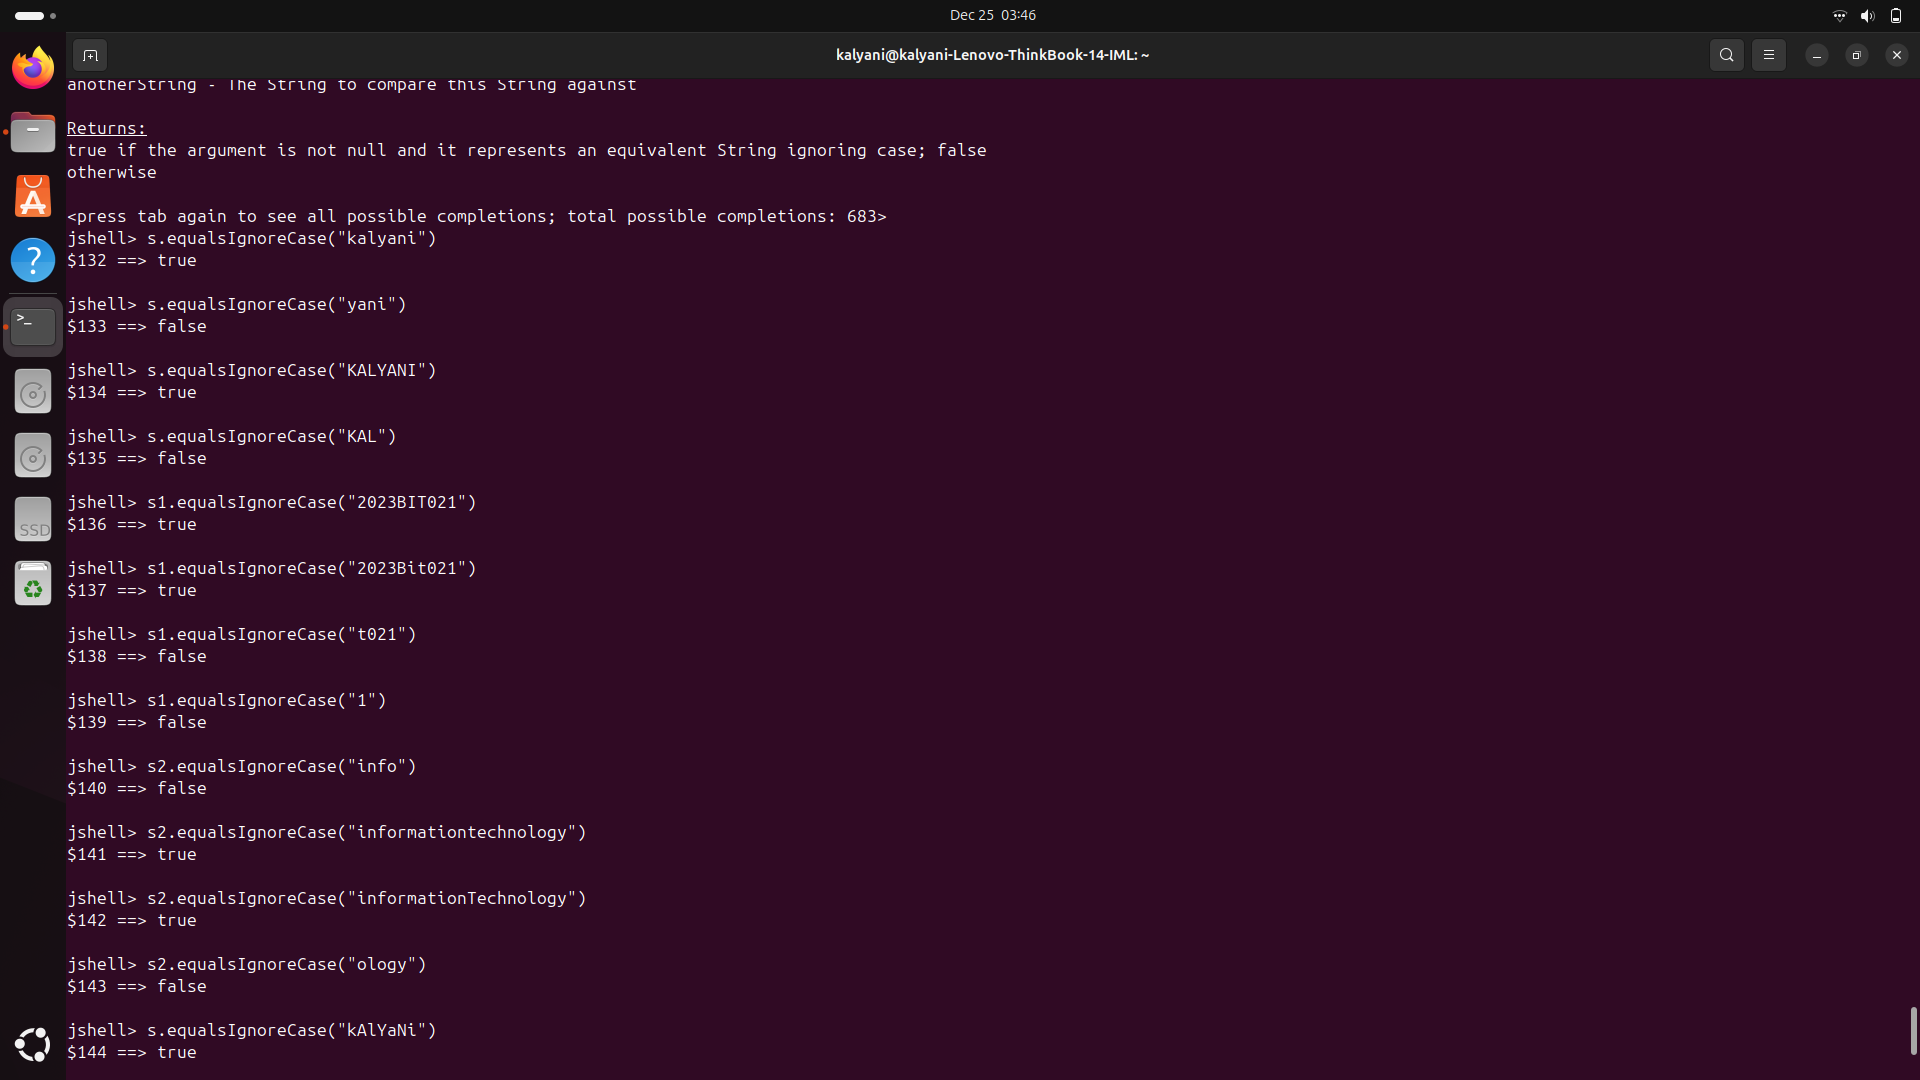 Dec 25 03:46
kalyani@kalyani-Lenovo-ThinkBook-14-IML: ~
anotherString - The String to compare this String against
Returns:
true if the argument is not null and it represents an equivalent String ignoring case; false
otherwise
<press tab again to see all possible completions; total possible completions: 683>
jshell> s.equalsIgnoreCase("kalyani")
$132 ==> true
jshell> s.equalsIgnoreCase("yani")
$133 ==> false
jshell> s.equalsIgnoreCase("KALYANI")
$134 ==> true
jshell> s.equalsIgnoreCase("KAL")
$135 ==> false
jshell> s1.equalsIgnoreCase("2023BIT021")
$136 ==> true
jshell> s1.equalsIgnoreCase("2023Bit021")
$137 ==> true
jshell> s1.equalsIgnoreCase("t021")
$138 ==> false
jshell> s1.equalsIgnoreCase("1")
$139 ==> false
jshell> s2.equalsIgnoreCase("info")
$140 ==> false
jshell> s2.equalsIgnoreCase("informationtechnology")
$141 ==> true
jshell> s2.equalsIgnoreCase("informationTechnology")
$142 ==> true
jshell> s2.equalsIgnoreCase("ology")
$143 ==> false
jshell> s.equalsIgnoreCase("kAlYaNi")
$144 ==> true
>_
SSD